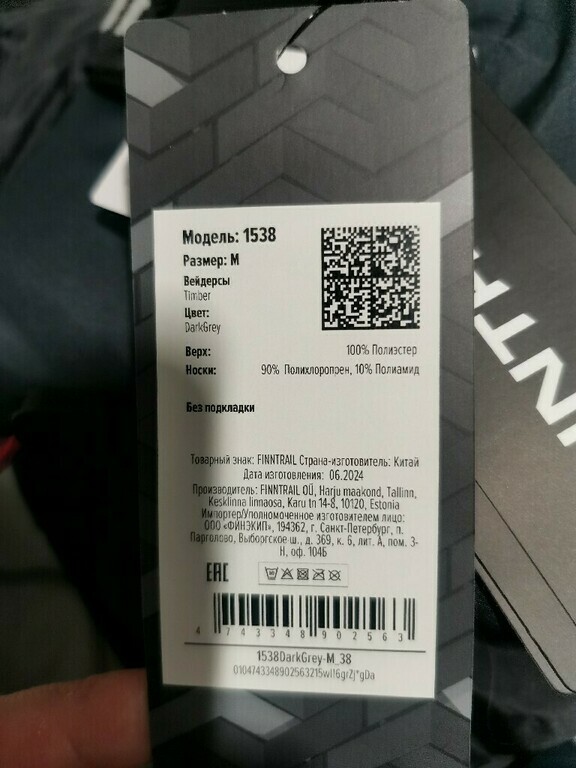 Модель: 1538
Размер: M
Вейдерсы
Timber
Цвет:
DarkGrey
Верх: 100% Полиэстер
Носки: 90% Полихлоропрен, 10% Полиамид
Без подкладки
Товарный знак: FINNTRAIL Страна-изготовитель: Китай
Дата изготовления: 06.2024
Производитель: FINNTRAIL OÜ, Harju maakond, Tallinn,
Kesklinna linnaosa, Karu tn 14-8, 10120, Estonia
Импортер/Уполномоченное изготовителем лицо:
ООО «ФИНЭКИП», 194362, г. Санкт-Петербург, п.
Парголово, Выборгское ш., д. 369, к. 6, лит. А, пом. 3-
Н, оф. 104Б
EAC
4 743348 902563
1538DarkGrey-M_38
0104743348902563215wll6grZj"gDa
INTR